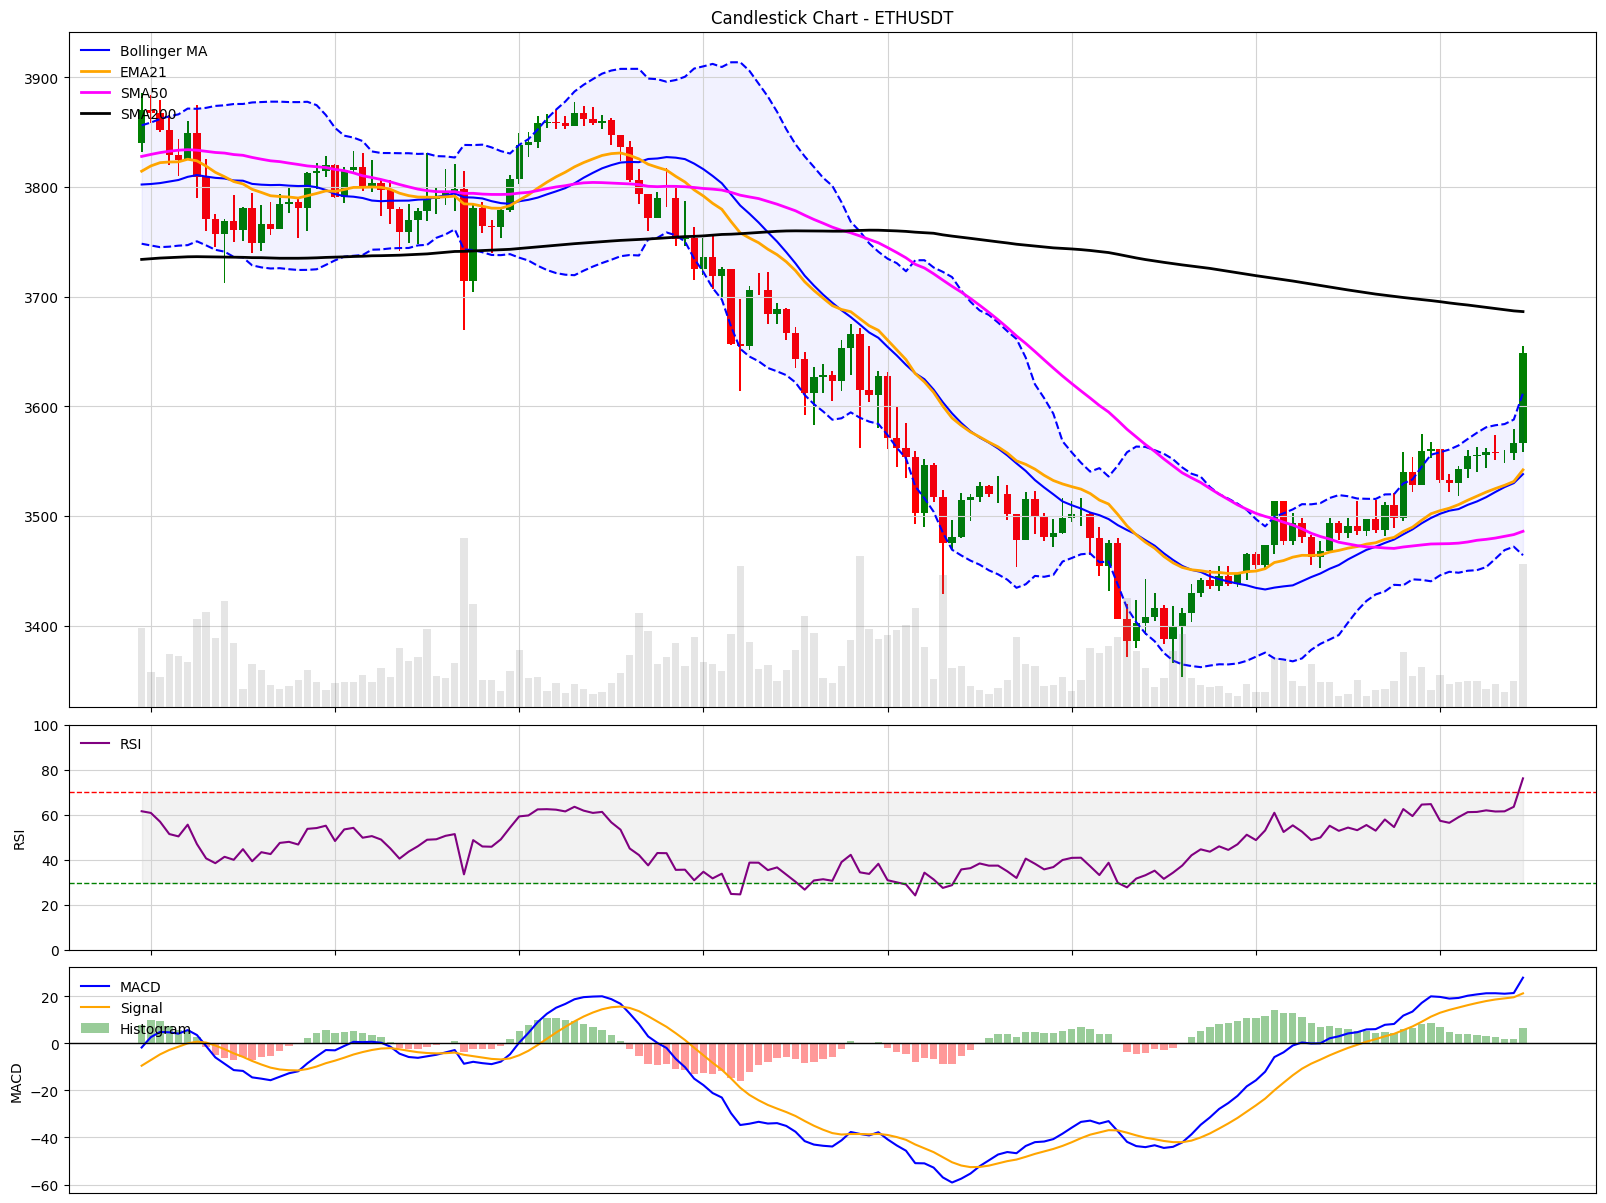 Candlestick Chart - ETHUSDT
Bollinger MA
EMA21
SMA50
SMA200
3900
3800
3700
3600
3500
3400
RSI
100
80
60
40
20
0
RSI
MACD
Signal
Histogram
20
0
−20
−40
−60
MACD